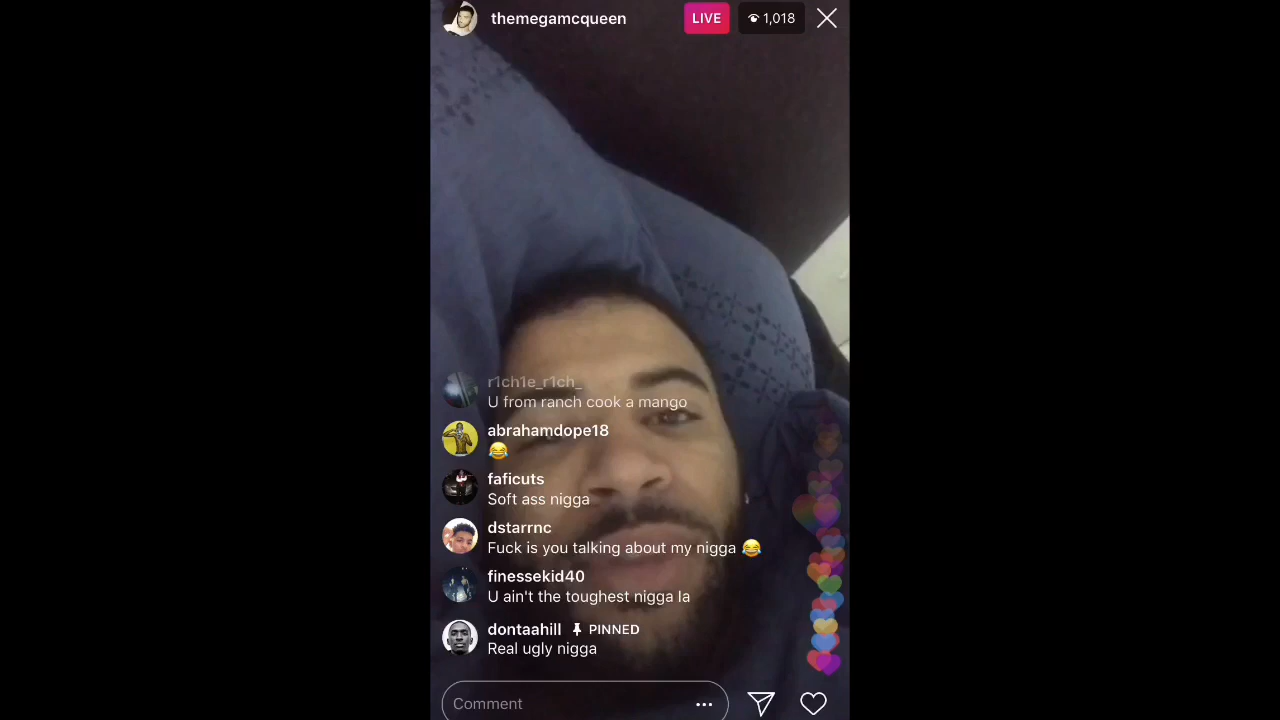 themegamcqueen
LIVE
1,018
r1ch1e_r1ch_
U from ranch cook a mango
abrahamdope18
😂
faficuts
Soft ass nigga
dstarrnc
Fuck is you talking about my nigga 😂
finessekid40
U ain't the toughest nigga la
dontaahill PINNED
Real ugly nigga
Comment